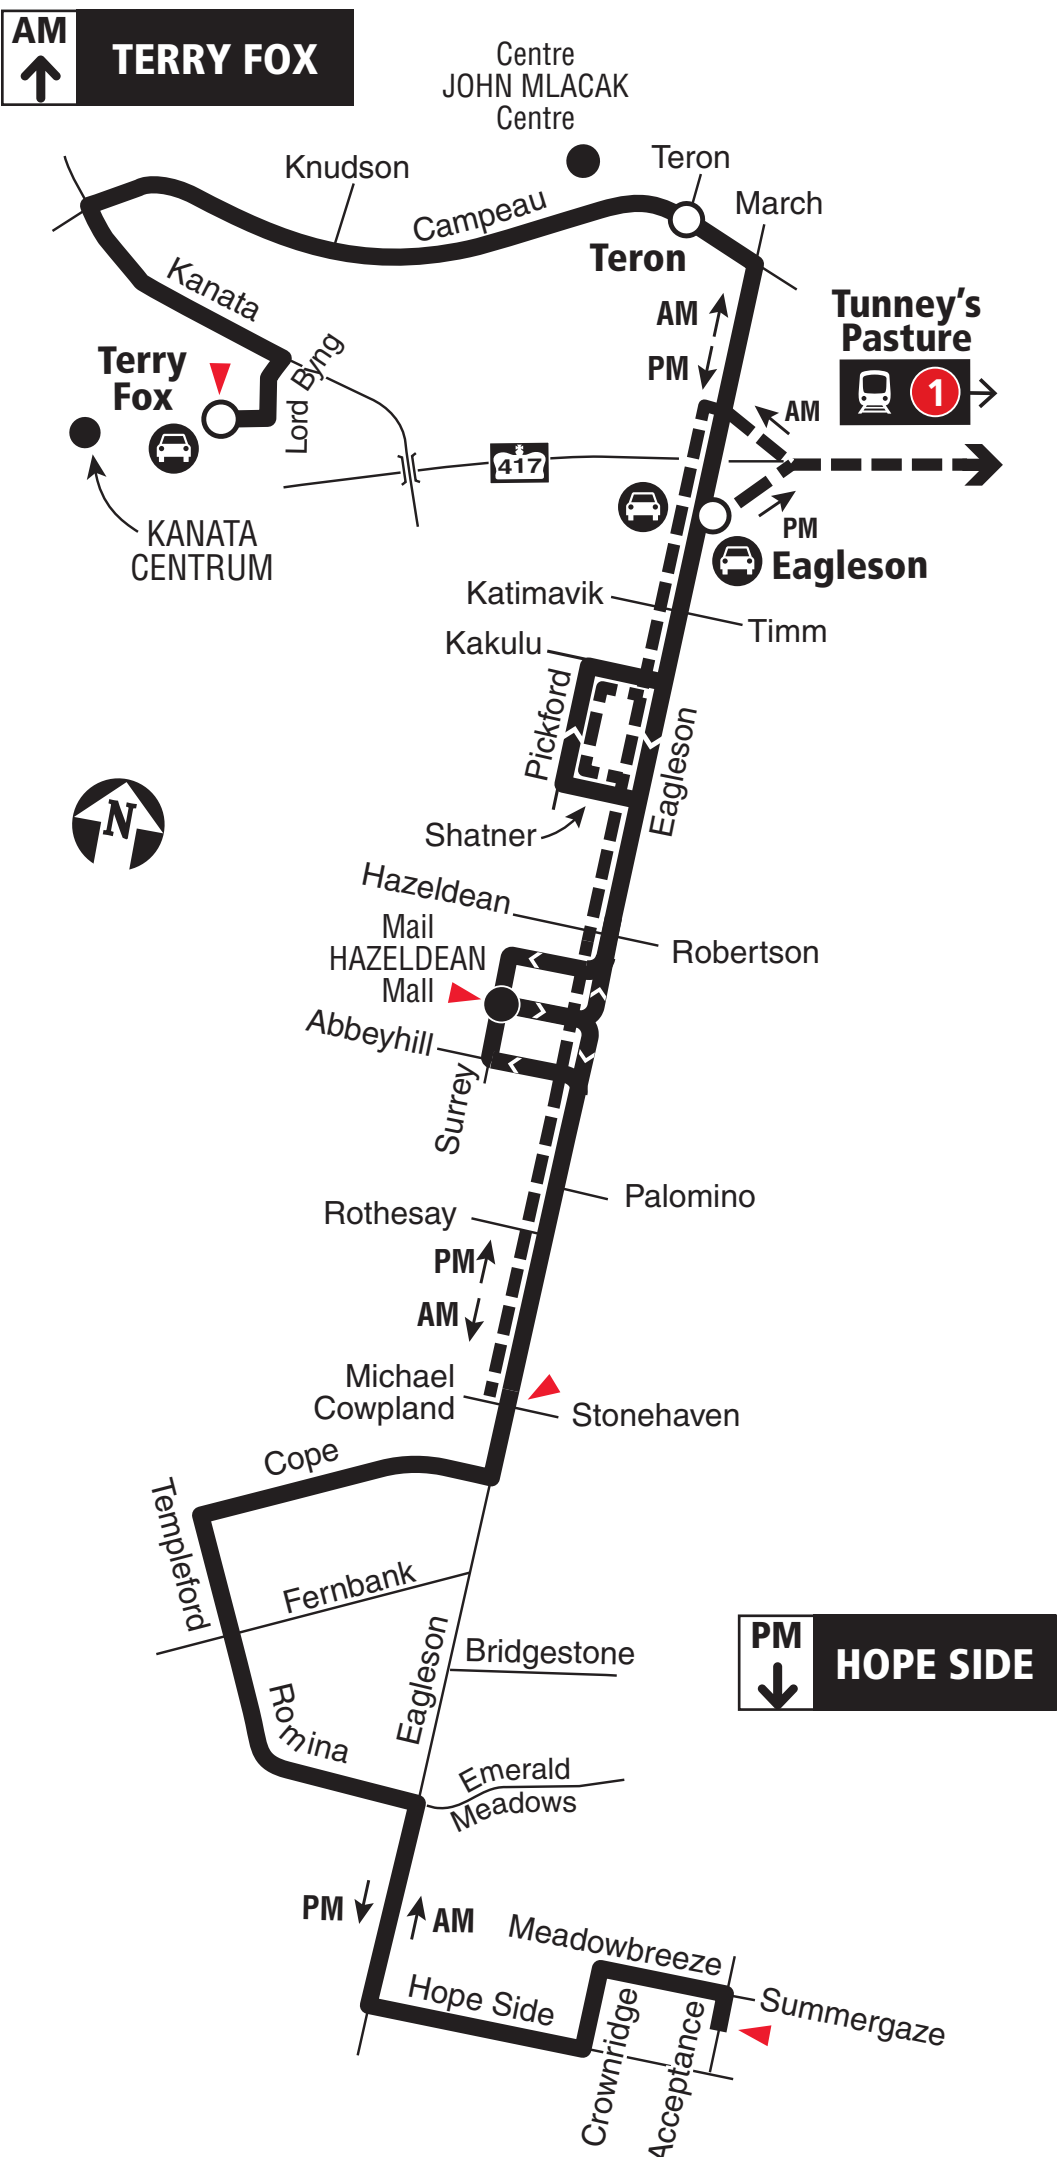 AM
TERRY FOX
Centre
JOHN MLACAK
Centre
Knudson
Teron
Campeau
March
Teron
Kanata
AM
PM
Tunney's
Pasture
1
Terry
Fox
Lord Byng
AM
417
KANATA
CENTRUM
PM
Eagleson
Katimavik
Timm
Kakulu
Pickford
Eagleson
N
Shatner
Hazeldean
Mail
HAZELDEAN
Mall
Robertson
Abbeyhill
Surrey
Palomino
Rothesay
PM
AM
Michael
Cowpland
Stonehaven
Cope
Templeford
Fernbank
Eagleson
Bridgestone
PM
HOPE SIDE
Romina
Emerald
Meadows
PM
AM
Meadowbreeze
Hope Side
Summergaze
Crownridge
Acceptance